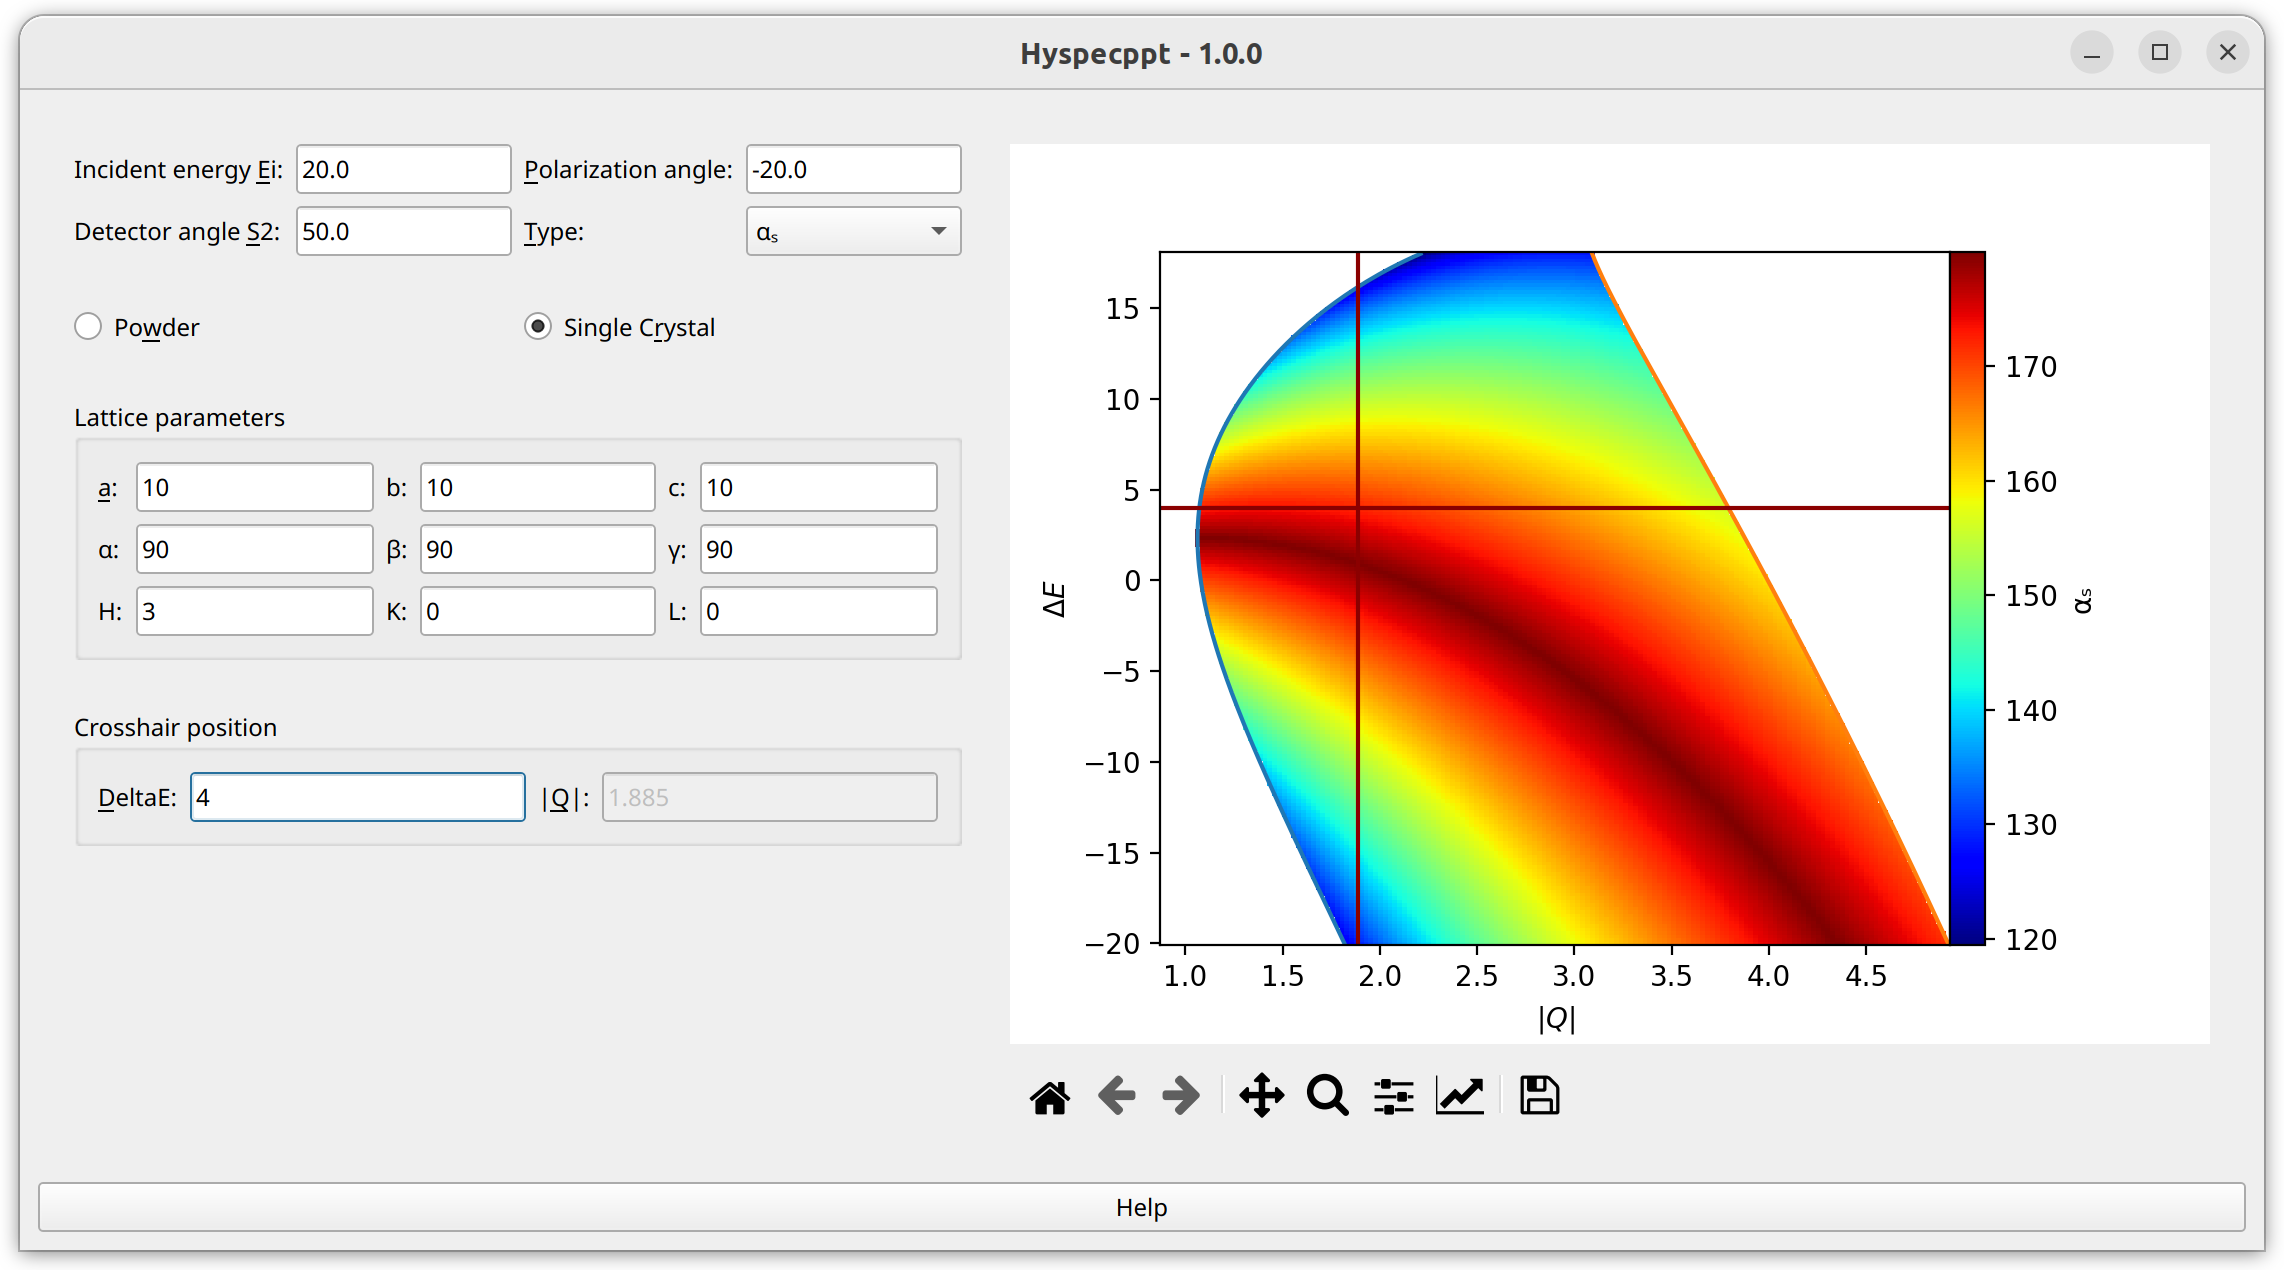 Hyspecppt - 1.0.0
Incident energy Ei: 20.0 Polarization angle: -20.0
Detector angle S2: 50.0 Type: αₛ
Powder Single Crystal
Lattice parameters
a: 10 b: 10 c: 10
α: 90 β: 90 γ: 90
H: 3 K: 0 L: 0
Crosshair position
DeltaE: 4 |Q|: 1.885
ΔE
15
10
5
0
−5
−10
−15
−20
1.0 1.5 2.0 2.5 3.0 3.5 4.0 4.5
|Q|
170
160
150
140
130
120
αₛ
Help